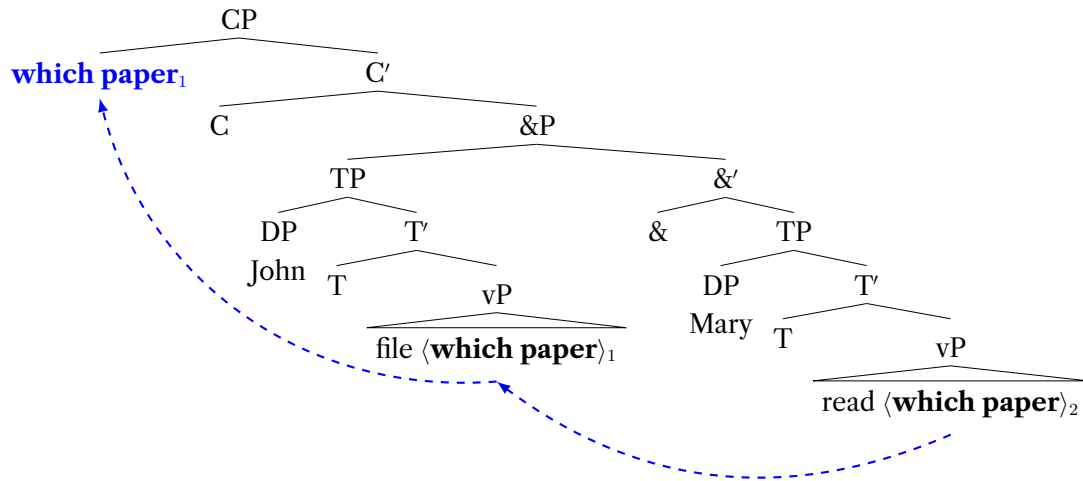 CP
which paper₁ C′
C &P
TP &′
DP T′ & TP
John T vP DP T′
Mary T vP
file ⟨which paper⟩₁
read ⟨which paper⟩₂